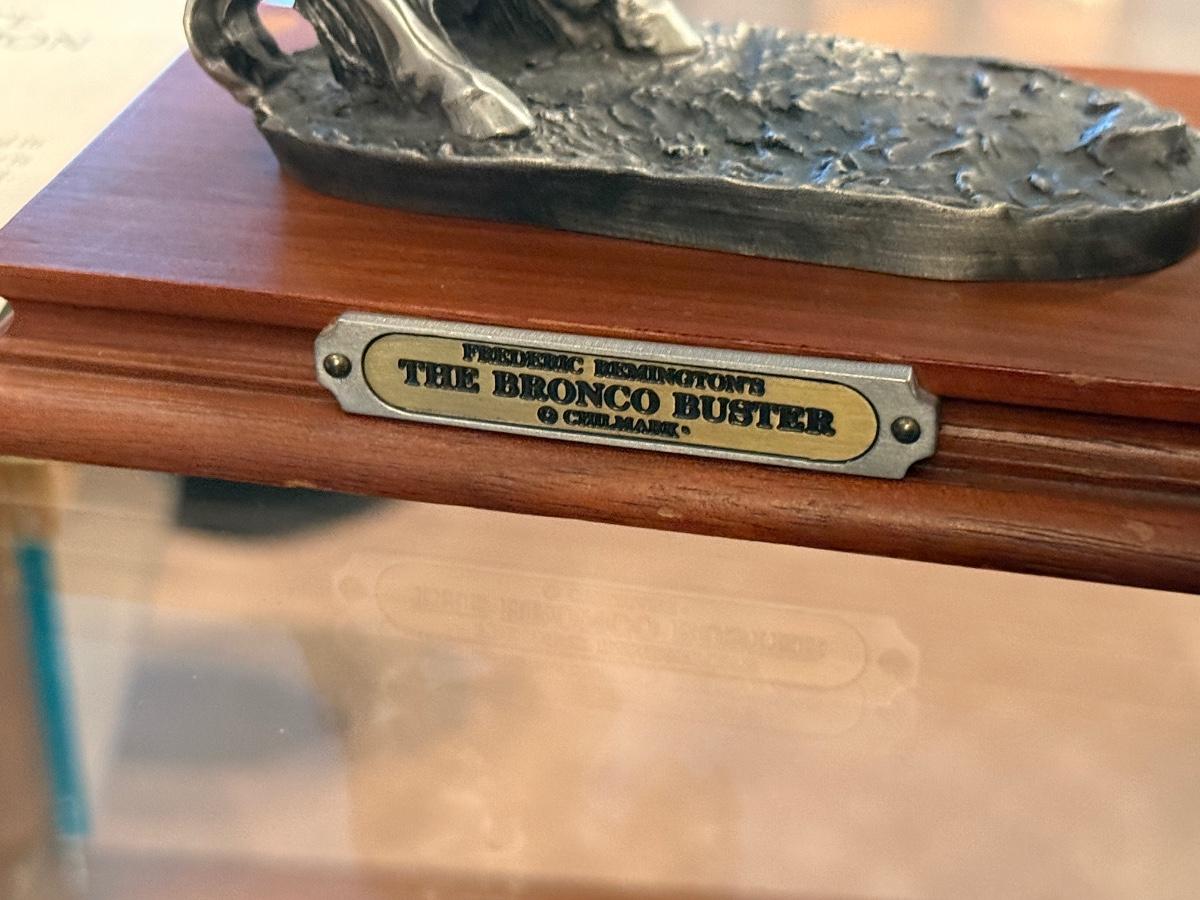 FREDERIC REMINGTON'S
THE BRONCO BUSTER
© CHILMARK ®